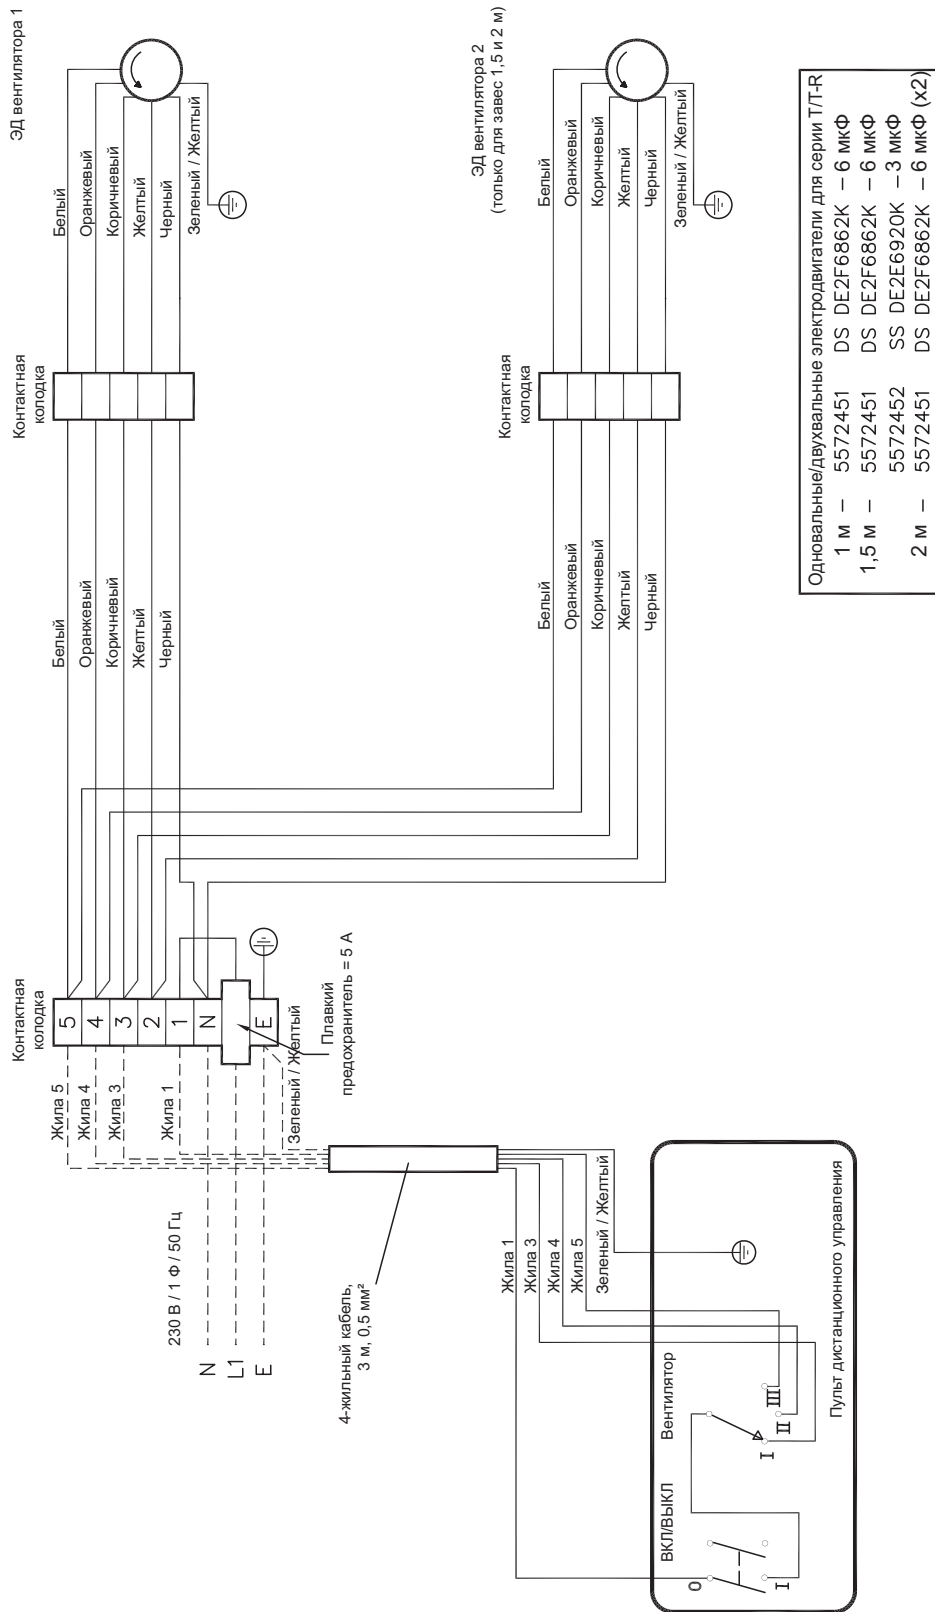 ЭД вентилятора 1
Белый
Оранжевый
Коричневый
Желтый
Черный
Зеленый / Желтый
Контактная
колодка
Белый
Оранжевый
Коричневый
Желтый
Черный
ЭД вентилятора 2
(только для завес 1,5 и 2 м)
Белый
Оранжевый
Коричневый
Желтый
Черный
Зеленый / Желтый
Контактная
колодка
Белый
Оранжевый
Коричневый
Желтый
Черный
Контактная
колодка
5
4
3
2
1
N
E
Плавкий
предохранитель = 5 А
Жила 5
Жила 4
Жила 3
Жила 1
Зеленый / Желтый
230 В / 1 Ф / 50 Гц
N
L1
E
4-жильный кабель,
3 м, 0,5 мм²
Жила 1
Жила 3
Жила 4
Жила 5
Зеленый / Желтый
ВКЛ/ВЫКЛ
O
I
Вентилятор
I
II
III
Пульт дистанционного управления
Одновальные/двухвальные электродвигатели для серии T/T-R
1 м – 5572451 DS DE2F6862K – 6 мкФ
1,5 м – 5572451 DS DE2F6862K – 6 мкФ
5572452 SS DE2E6920K – 3 мкФ
2 м – 5572451 DS DE2F6862K – 6 мкФ (x2)